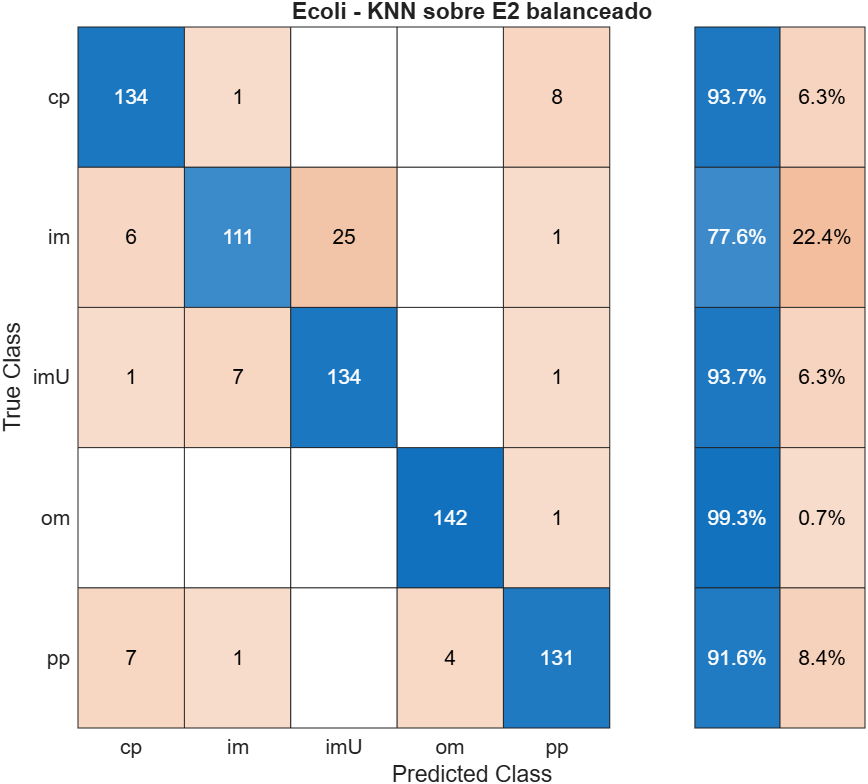 Ecoli - KNN sobre E2 balanceado
True Class
cp 134 1 8 93.7% 6.3%
im 6 111 25 1 77.6% 22.4%
imU 1 7 134 1 93.7% 6.3%
om 142 1 99.3% 0.7%
pp 7 1 4 131 91.6% 8.4%
cp im imU om pp
Predicted Class